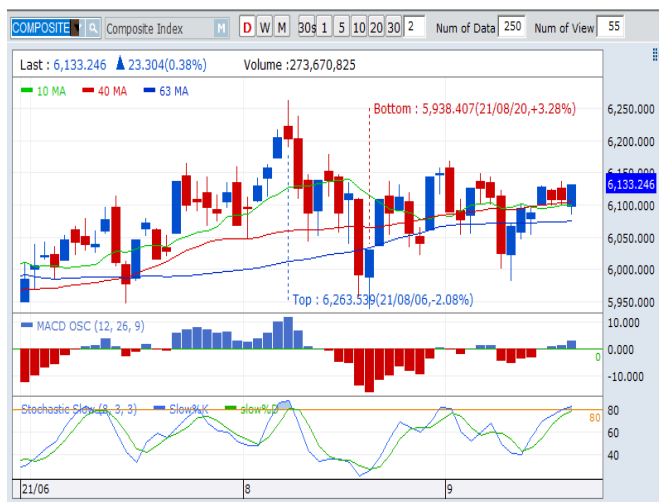 COMPOSITE Composite Index M D W M 30s 1 5 10 20 30 2 Num of Data 250 Num of View 55
Last : 6,133.246 ▲ 23.304(0.38%) Volume :273,670,825
10 MA 40 MA 63 MA
Bottom : 5,938.407(21/08/20,+3.28%)
6,250.000
6,200.000
6,150.000
6,133.246
6,100.000
6,050.000
6,000.000
Top : 6,263.539(21/08/06,-2.08%)
5,950.000
MACD OSC (12, 26, 9)
10.000
0.000
0
-10.000
Stochastic Slow (8, 3, 3) Slow%K slow%D
80
80
60
40
21/06 8 9